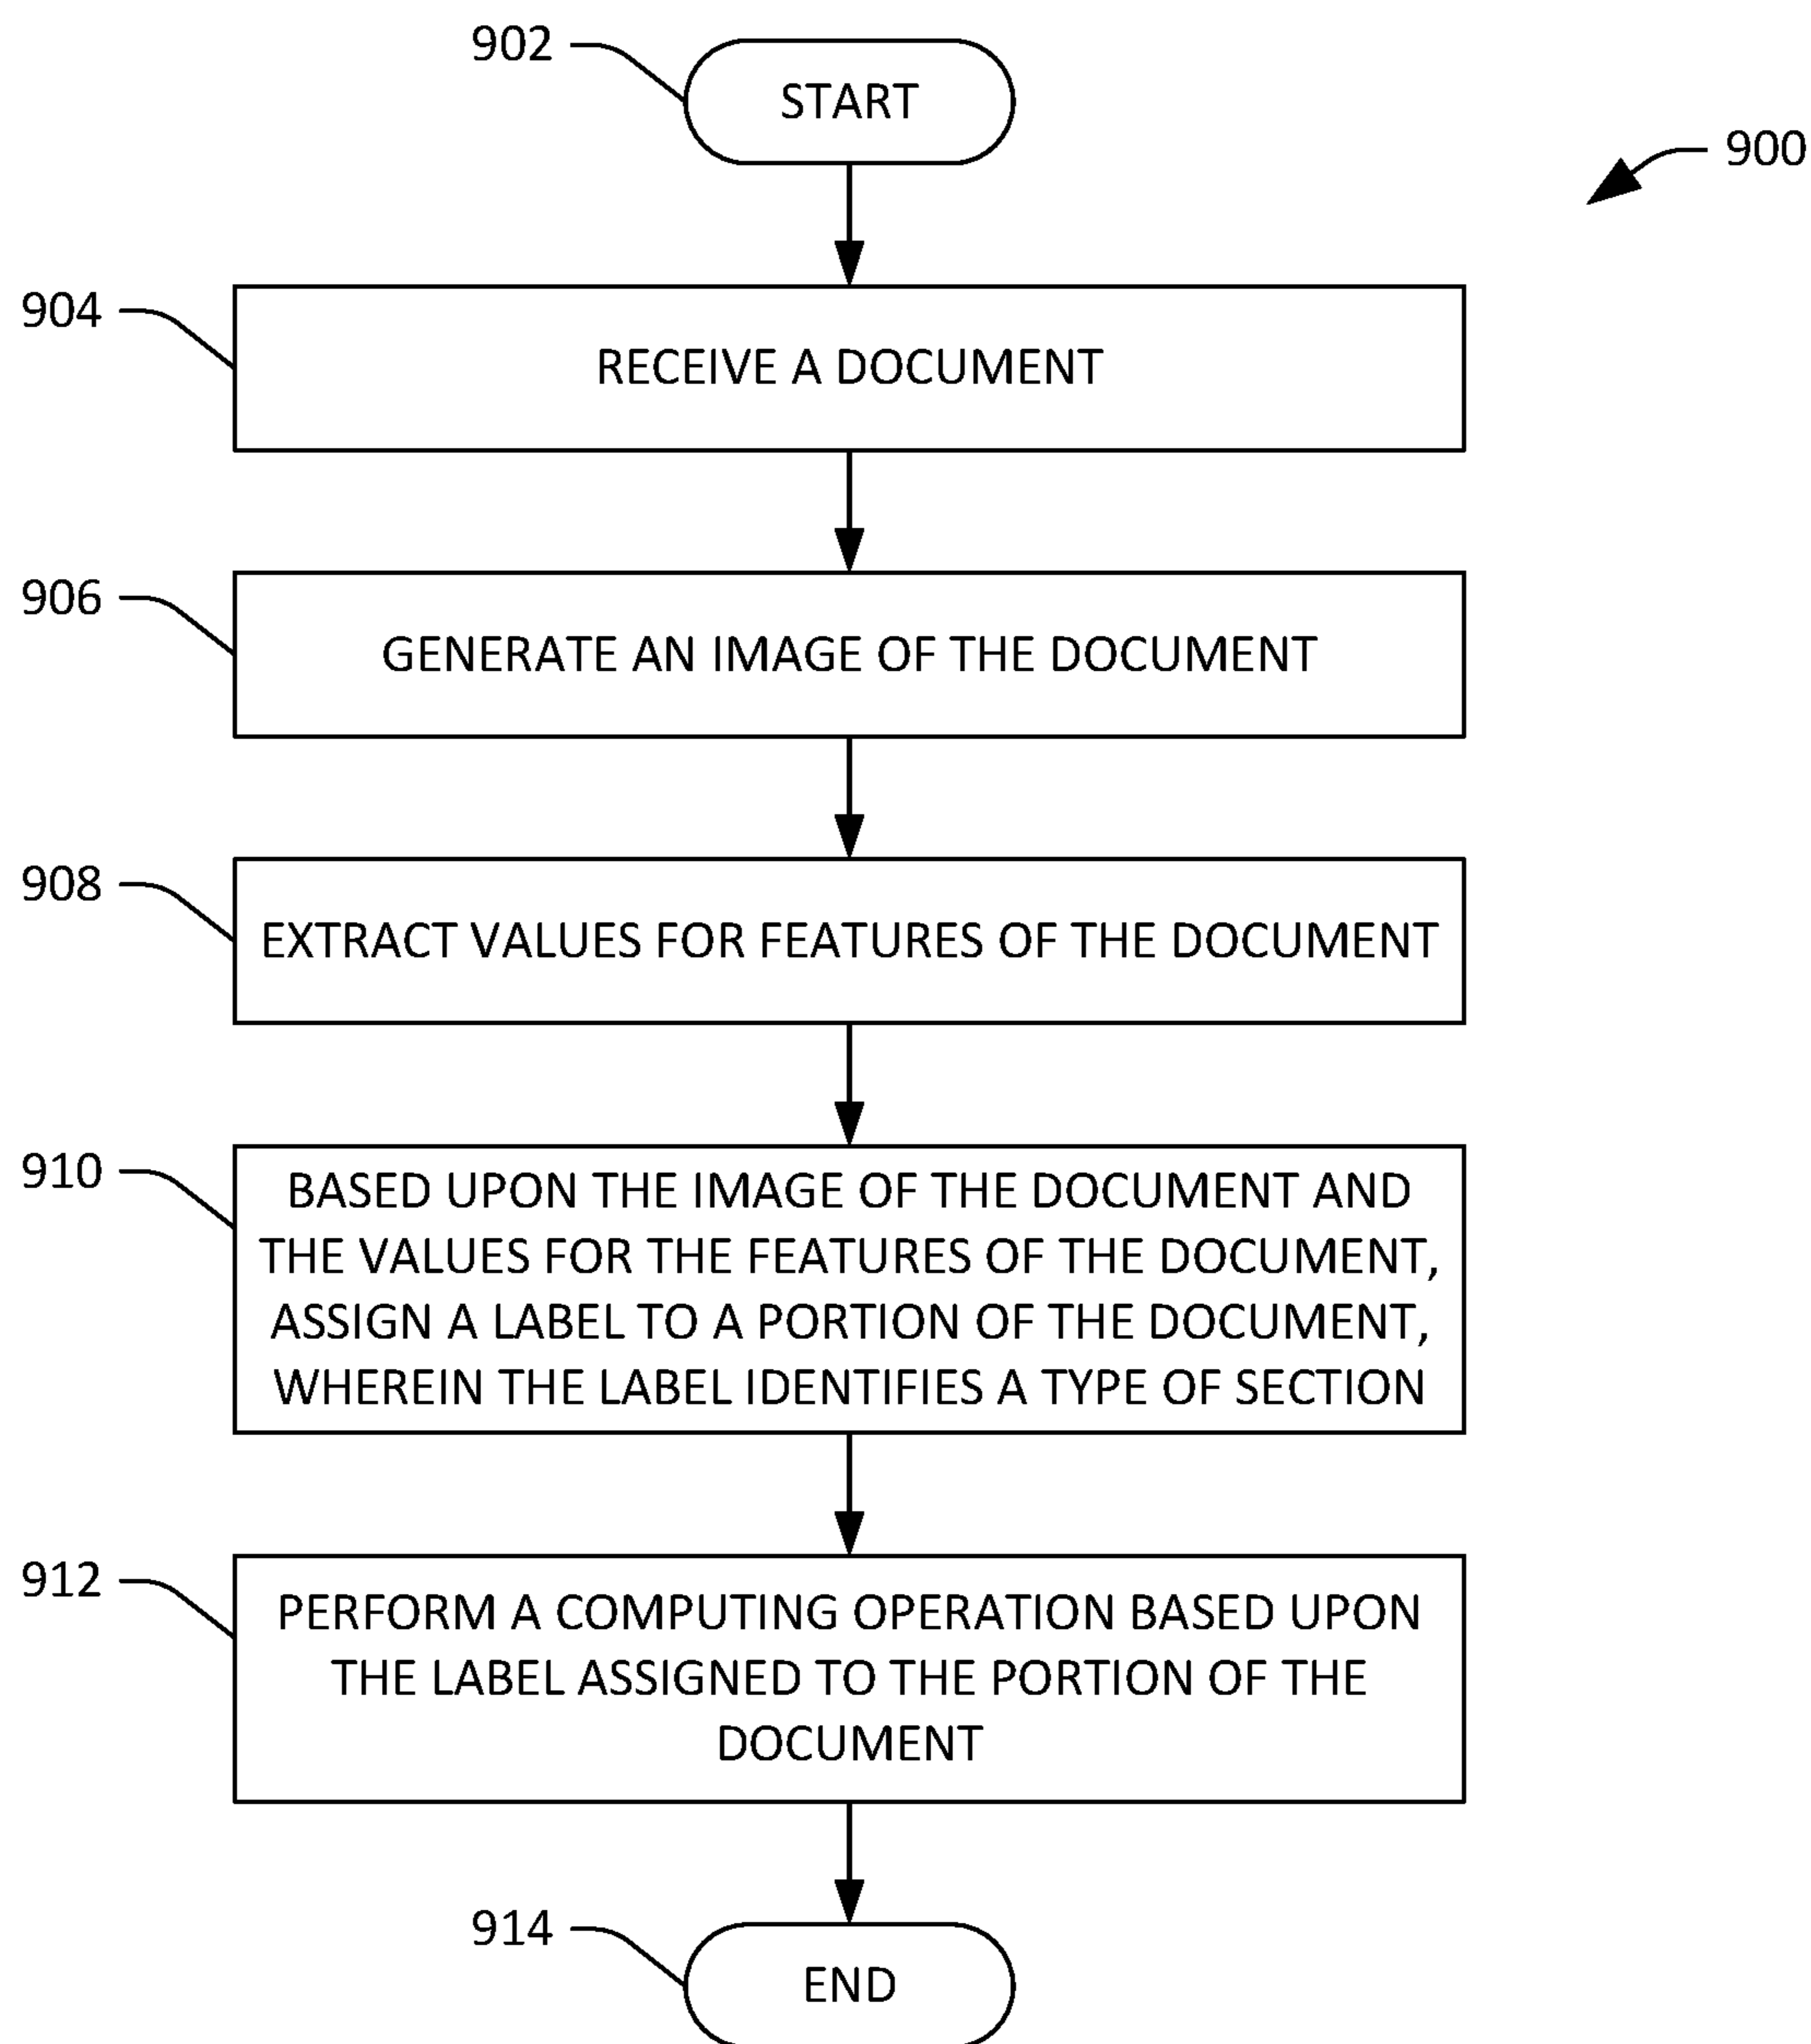 902
START
900
904
RECEIVE A DOCUMENT
906
GENERATE AN IMAGE OF THE DOCUMENT
908
EXTRACT VALUES FOR FEATURES OF THE DOCUMENT
910
BASED UPON THE IMAGE OF THE DOCUMENT AND
THE VALUES FOR THE FEATURES OF THE DOCUMENT,
ASSIGN A LABEL TO A PORTION OF THE DOCUMENT,
WHEREIN THE LABEL IDENTIFIES A TYPE OF SECTION
912
PERFORM A COMPUTING OPERATION BASED UPON
THE LABEL ASSIGNED TO THE PORTION OF THE
DOCUMENT
914
END